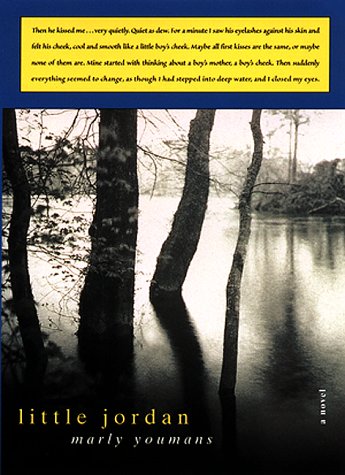 Then he kissed me . . . very quietly. Quiet as dew. For a minute I saw his eyelashes against his skin and
felt his cheek, cool and smooth like a little boy's cheek. Maybe all first kisses are the same, or maybe
none of them are. Mine started with thinking about a boy's mother, a boy's cheek. Then suddenly
everything seemed to change, as though I had stepped into deep water, and I closed my eyes.
little jordan
marly youmans
a novel